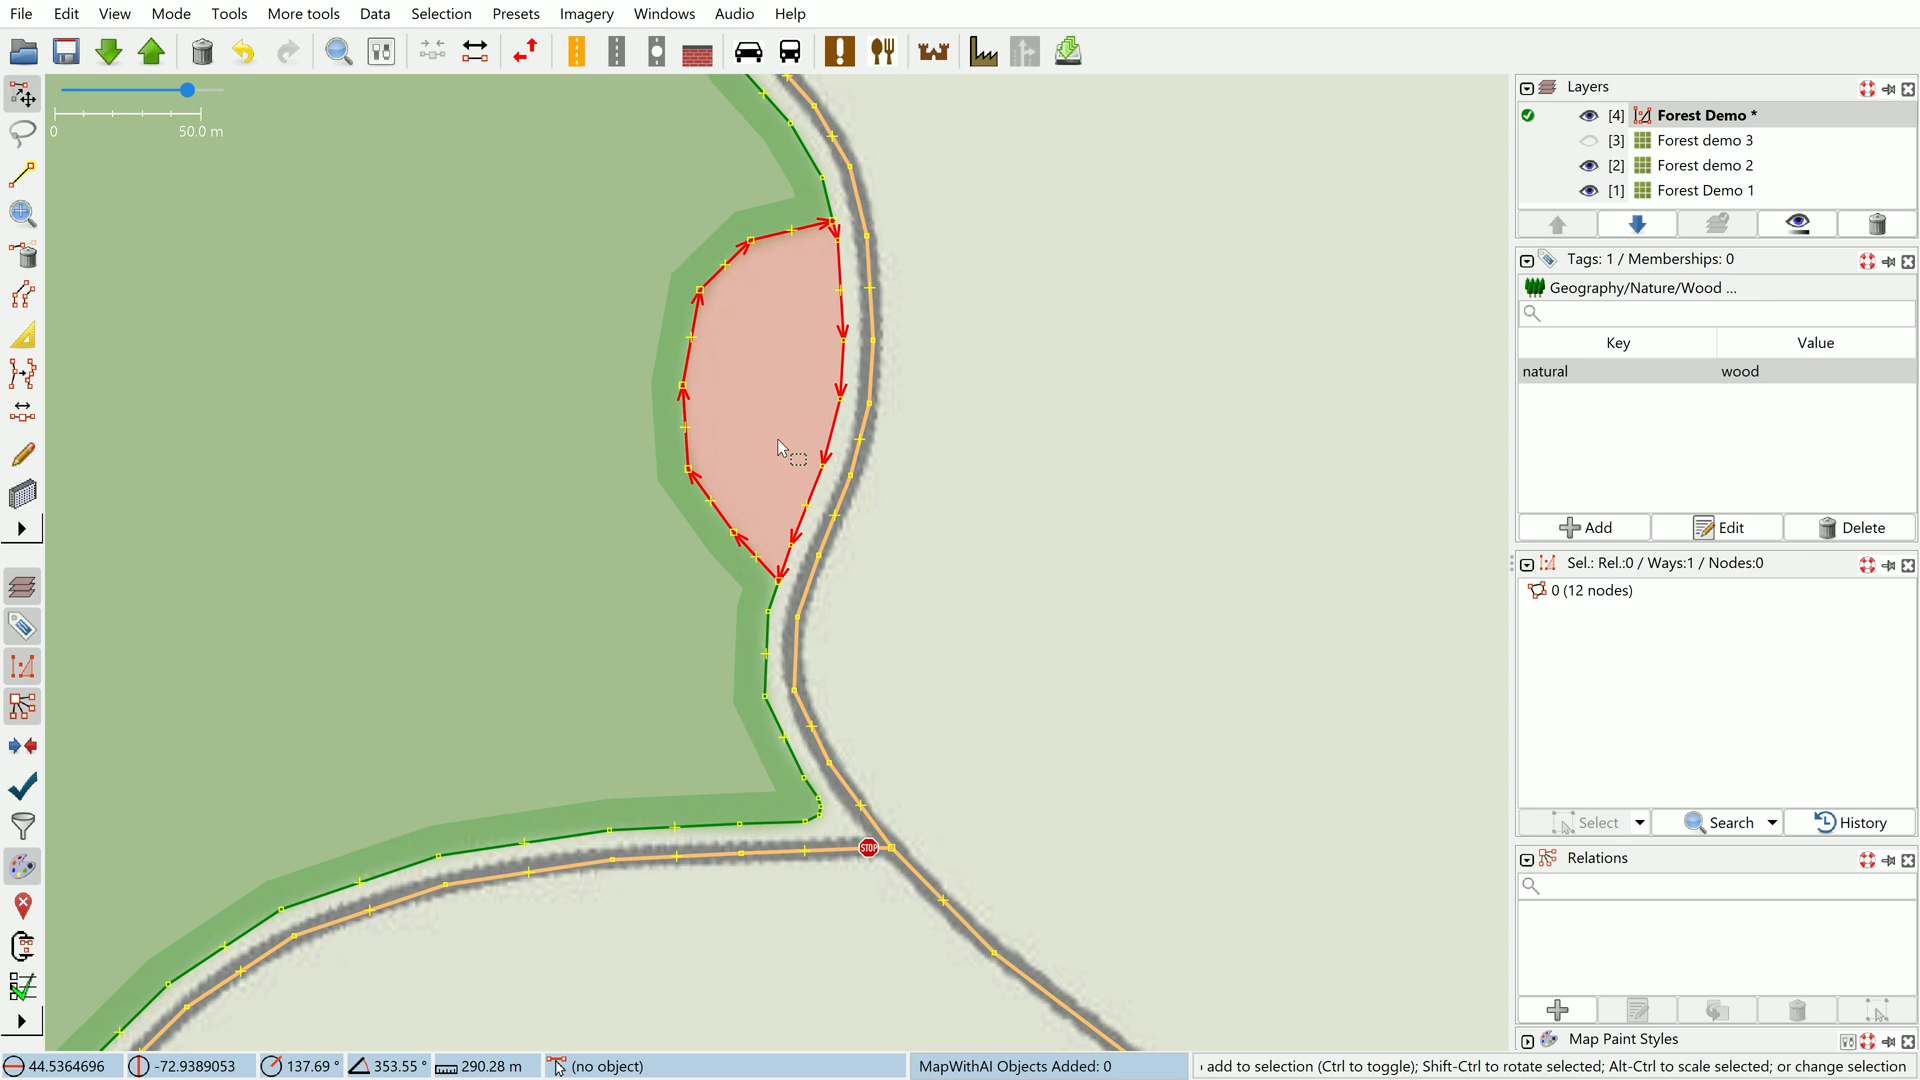 File Edit View Mode Tools More tools Data Selection Presets Imagery Windows Audio Help
0 50.0 m
STOP
Layers
[4] Forest Demo *
[3] Forest demo 3
[2] Forest demo 2
[1] Forest Demo 1
Tags: 1 / Memberships: 0
Geography/Nature/Wood ...
Key Value
natural wood
Add Edit Delete
Sel.: Rel.:0 / Ways:1 / Nodes:0
0 (12 nodes)
Select Search History
Relations
Map Paint Styles
44.5364696 -72.9389053 137.69 ° 353.55 ° 290.28 m (no object) MapWithAI Objects Added: 0 add to selection (Ctrl to toggle); Shift-Ctrl to rotate selected; Alt-Ctrl to scale selected; or change selection